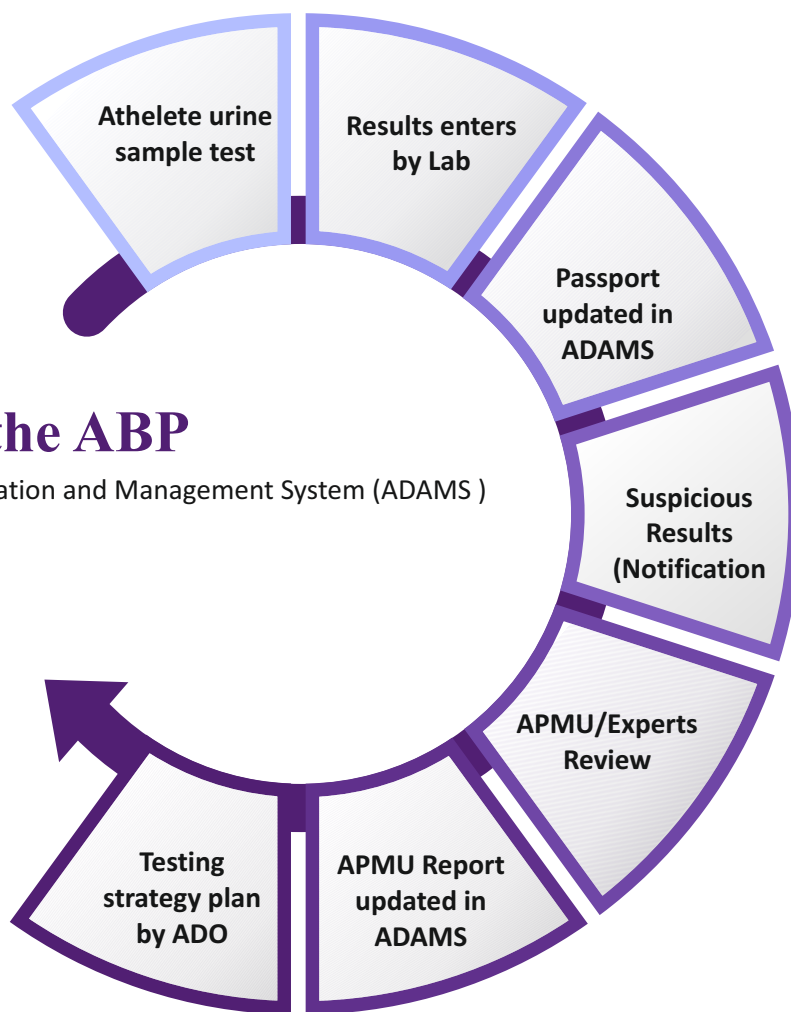 Athelete urine
sample test
Results enters
by Lab
Passport
updated in
ADAMS
Suspicious
Results
(Notification
APMU/Experts
Review
APMU Report
updated in
ADAMS
Testing
strategy plan
by ADO
the ABP
ation and Management System (ADAMS )